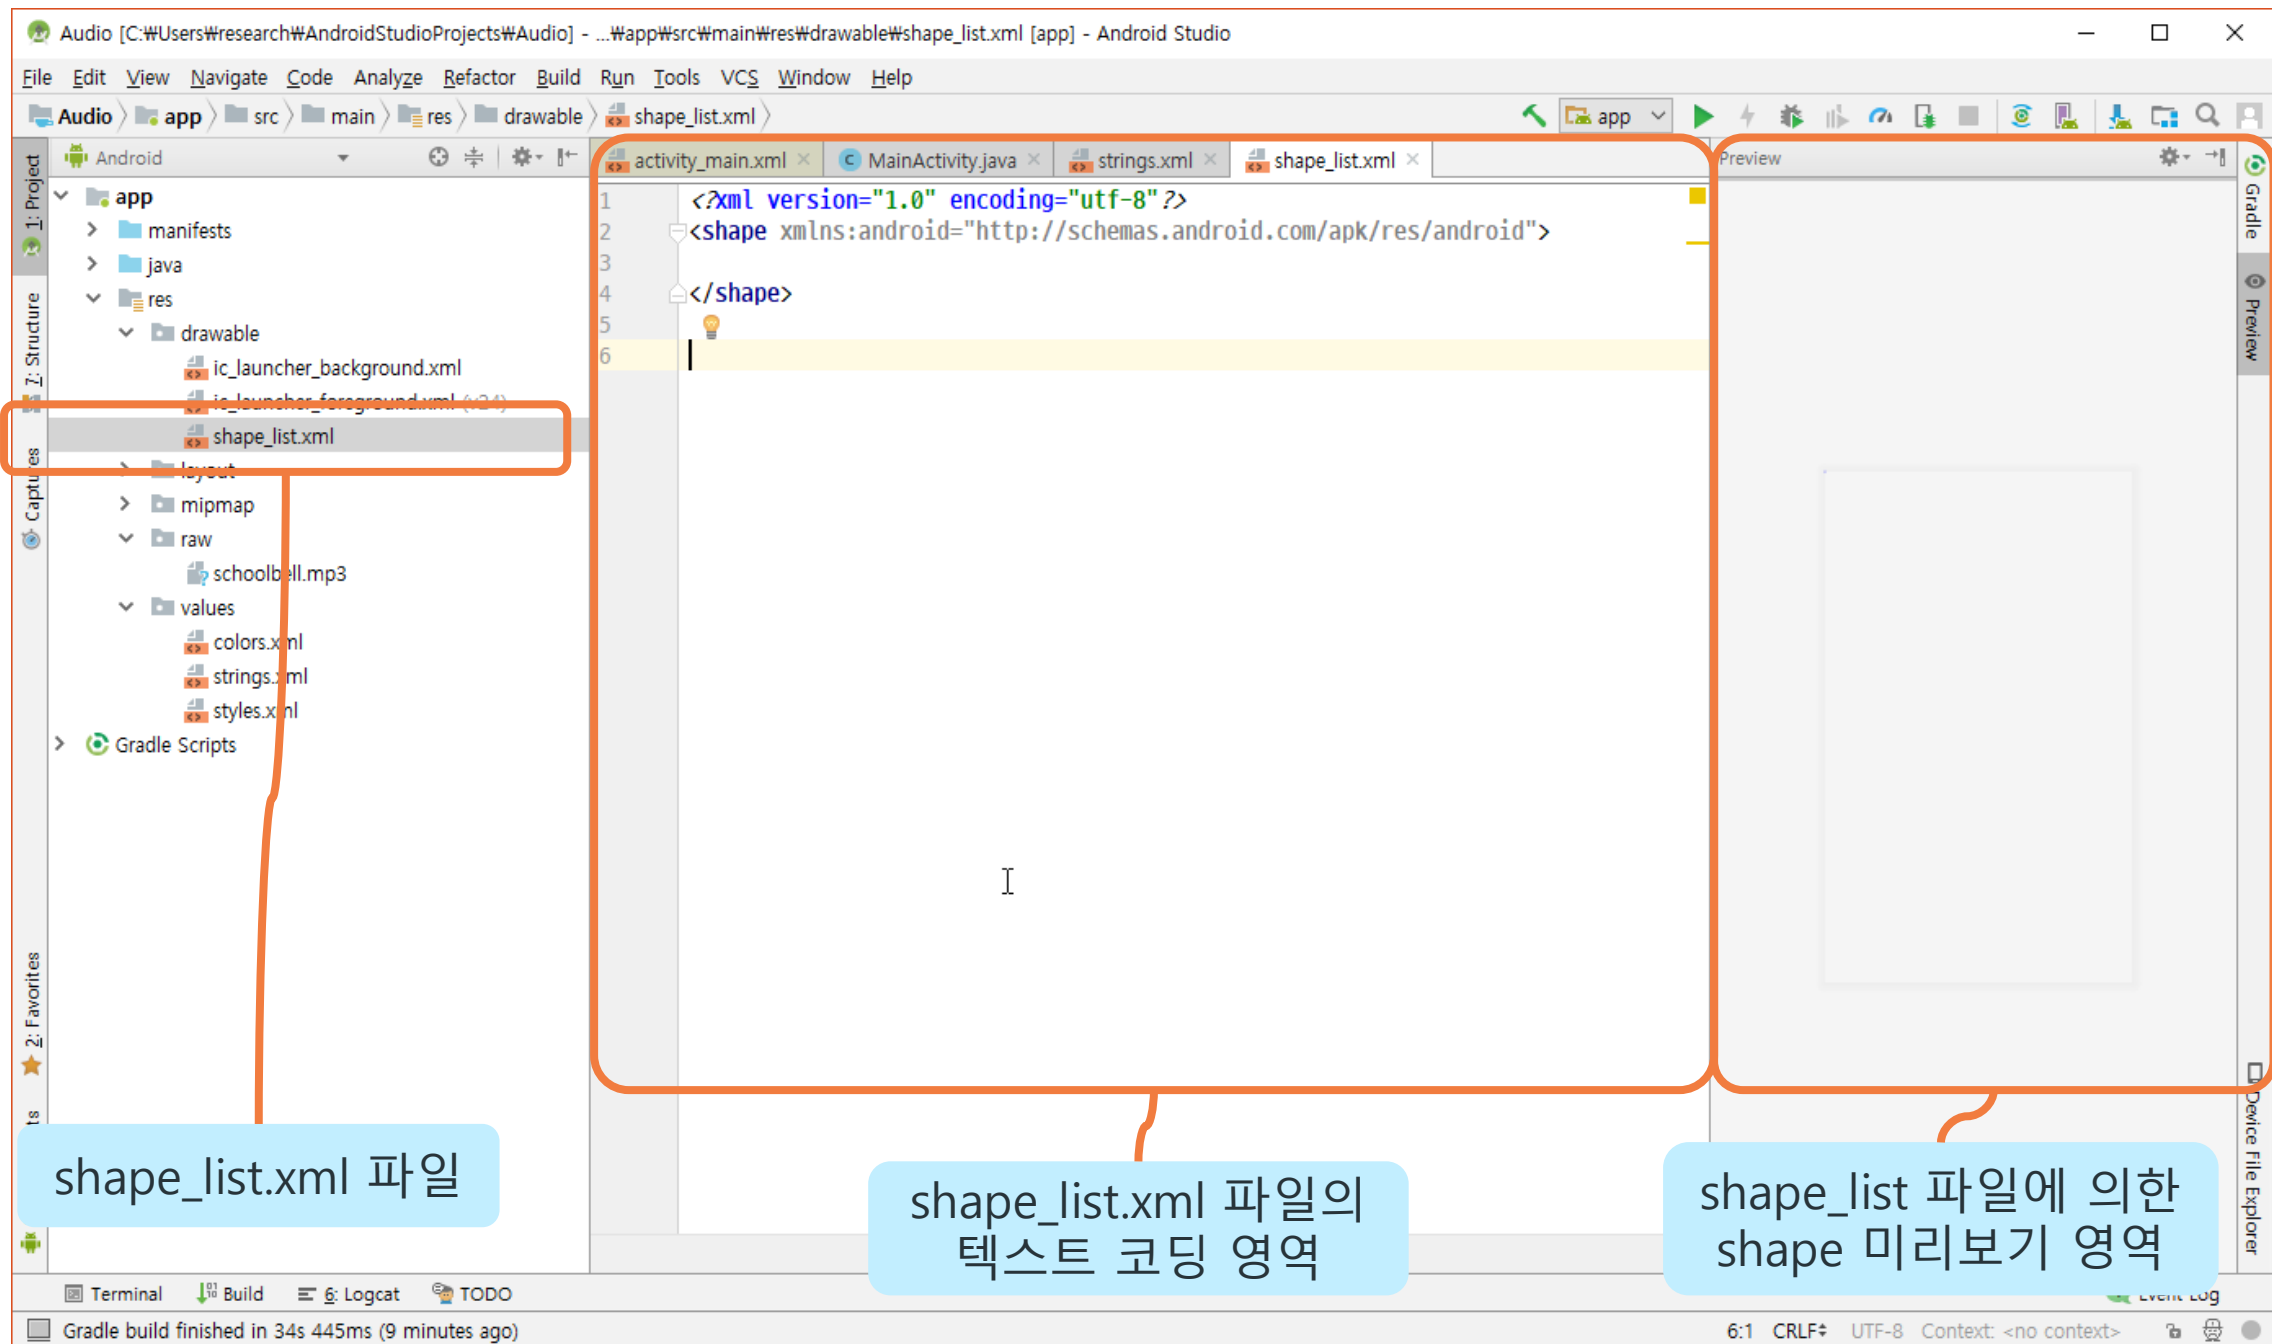 Audio [C:₩Users₩research₩AndroidStudioProjects₩Audio] - ...₩app₩src₩main₩res₩drawable₩shape_list.xml [app] - Android Studio
File Edit View Navigate Code Analyze Refactor Build Run Tools VCS Window Help
Audio app src main res drawable shape_list.xml
app
1: Project
7: Structure
Captures
2: Favorites
Android
app
manifests
java
res
drawable
ic_launcher_background.xml
ic_launcher_foreground.xml (v24)
shape_list.xml
layout
mipmap
raw
schoolbell.mp3
values
colors.xml
strings.xml
styles.xml
Gradle Scripts
activity_main.xml MainActivity.java strings.xml shape_list.xml
1 <?xml version="1.0" encoding="utf-8"?>
2 <shape xmlns:android="http://schemas.android.com/apk/res/android">
3
4 </shape>
5
6
Preview
Gradle
Preview
Device File Explorer
shape_list.xml 파일
shape_list.xml 파일의
텍스트 코딩 영역
shape_list 파일에 의한
shape 미리보기 영역
Terminal Build 6: Logcat TODO
Event Log
Gradle build finished in 34s 445ms (9 minutes ago)
6:1 CRLF UTF-8 Context: <no context>